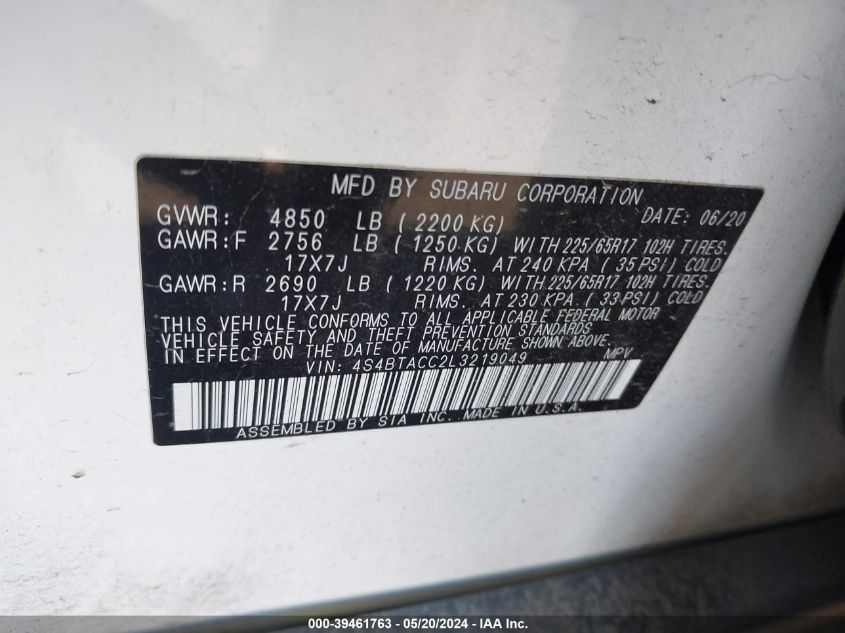 MFD BY SUBARU CORPORATION
GVWR: 4850 LB (2200 KG) DATE: 06/20
GAWR:F 2756 LB (1250 KG) WITH 225/65R17 102H TIRES.
17X7J RIMS. AT 240 KPA (35 PSI) COLD
GAWR:R 2690 LB (1220 KG) WITH 225/65R17 102H TIRES.
17X7J RIMS. AT 230 KPA (33 PSI) COLD
THIS VEHICLE CONFORMS TO ALL APPLICABLE FEDERAL MOTOR
VEHICLE SAFETY AND THEFT PREVENTION STANDARDS
IN EFFECT ON THE DATE OF MANUFACTURE SHOWN ABOVE.
VIN: 4S4BTACC2L3219049 MPV
ASSEMBLED BY SIA INC. MADE IN U.S.A.
000-39461763 - 05/20/2024 - IAA Inc.